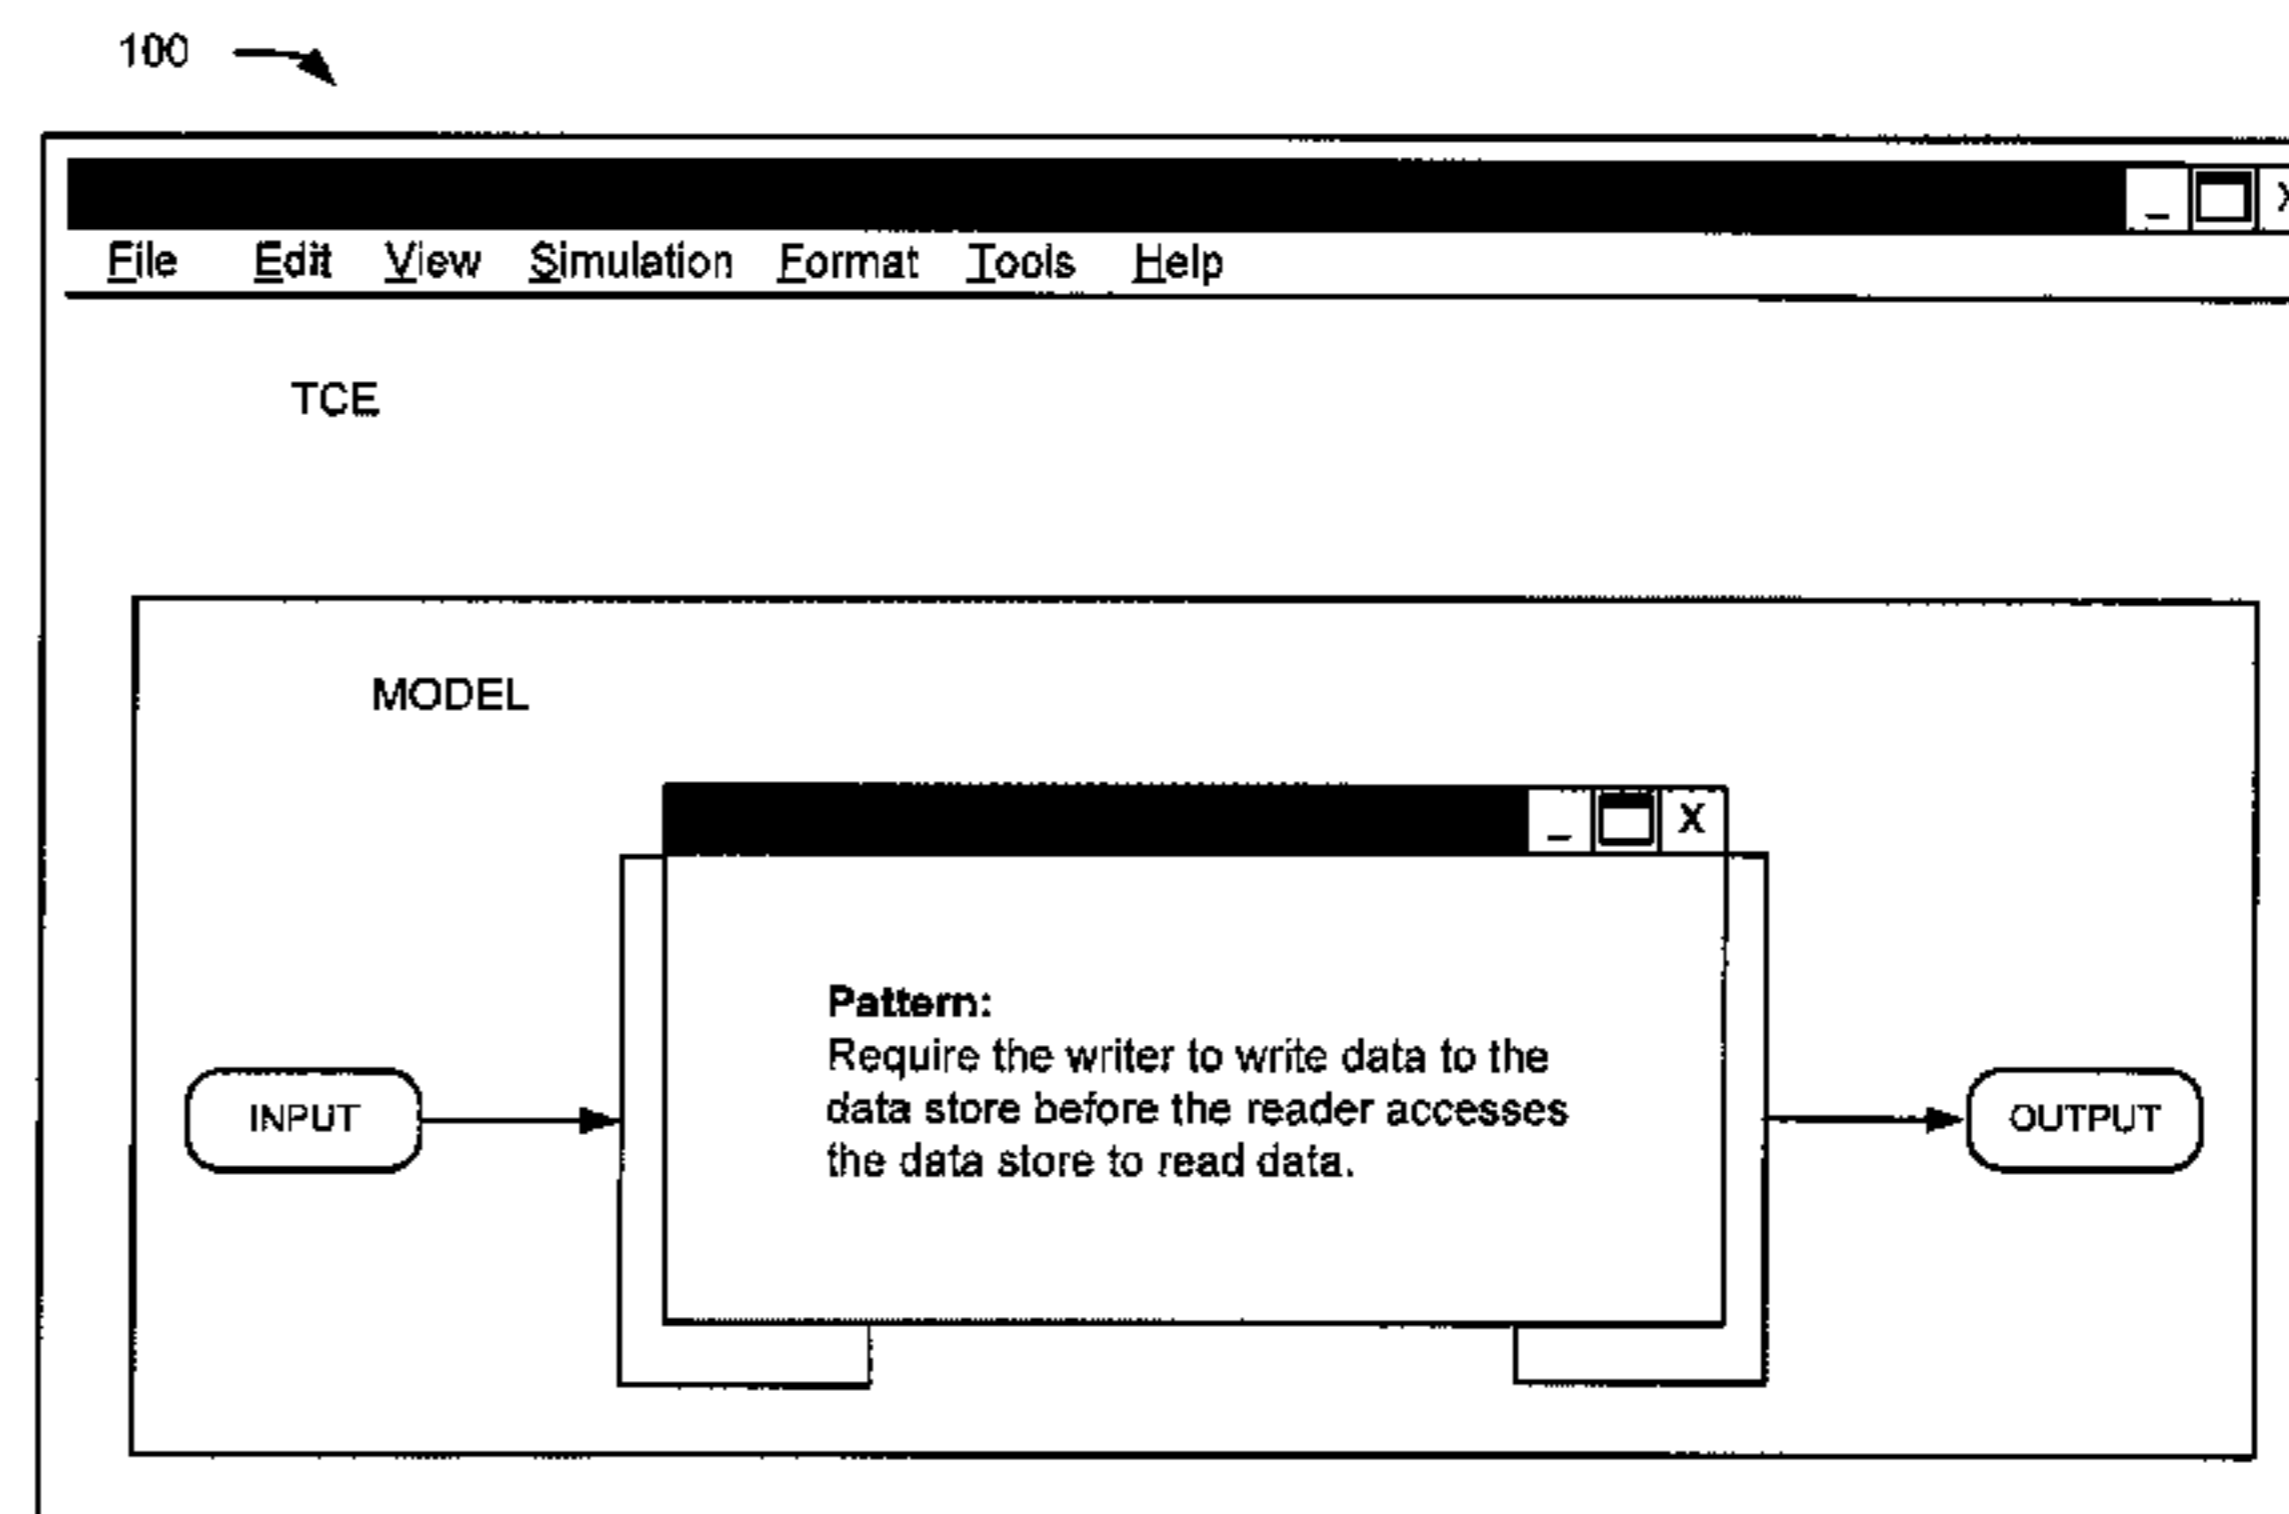 100
_ X
File Edit View Simulation Format Tools Help
TCE
MODEL
_ X
Pattern:
Require the writer to write data to the
data store before the reader accesses
the data store to read data.
INPUT
OUTPUT